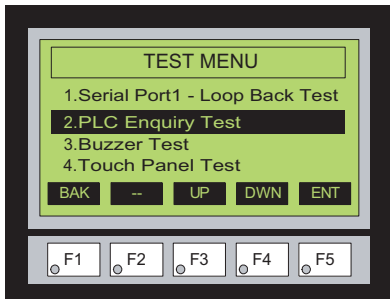 TEST MENU
1.Serial Port1 - Loop Back Test
2.PLC Enquiry Test
3.Buzzer Test
4.Touch Panel Test
BAK -- UP DWN ENT
F1 F2 F3 F4 F5